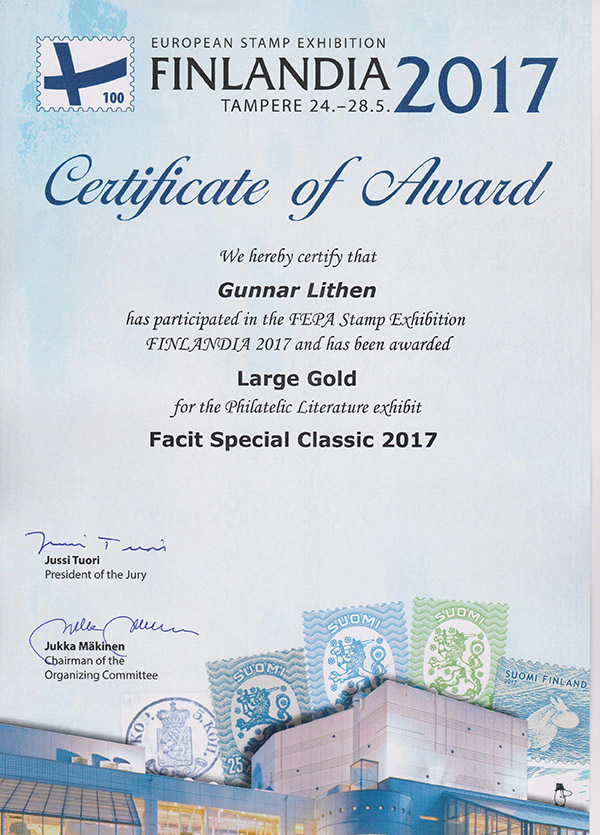 EUROPEAN STAMP EXHIBITION
FINLANDIA 2017
TAMPERE 24.–28.5.
100
Certificate of Award
We hereby certify that
Gunnar Lithen
has participated in the FEPA Stamp Exhibition
FINLANDIA 2017 and has been awarded
Large Gold
for the Philatelic Literature exhibit
Facit Special Classic 2017
Jussi Tuori
Jussi Tuori
President of the Jury
Jukka Mäkinen
Chairman of the
Organizing Committee
SUOMI
SUOMI
SUOMI
25
SUOMI FINLAND
2017